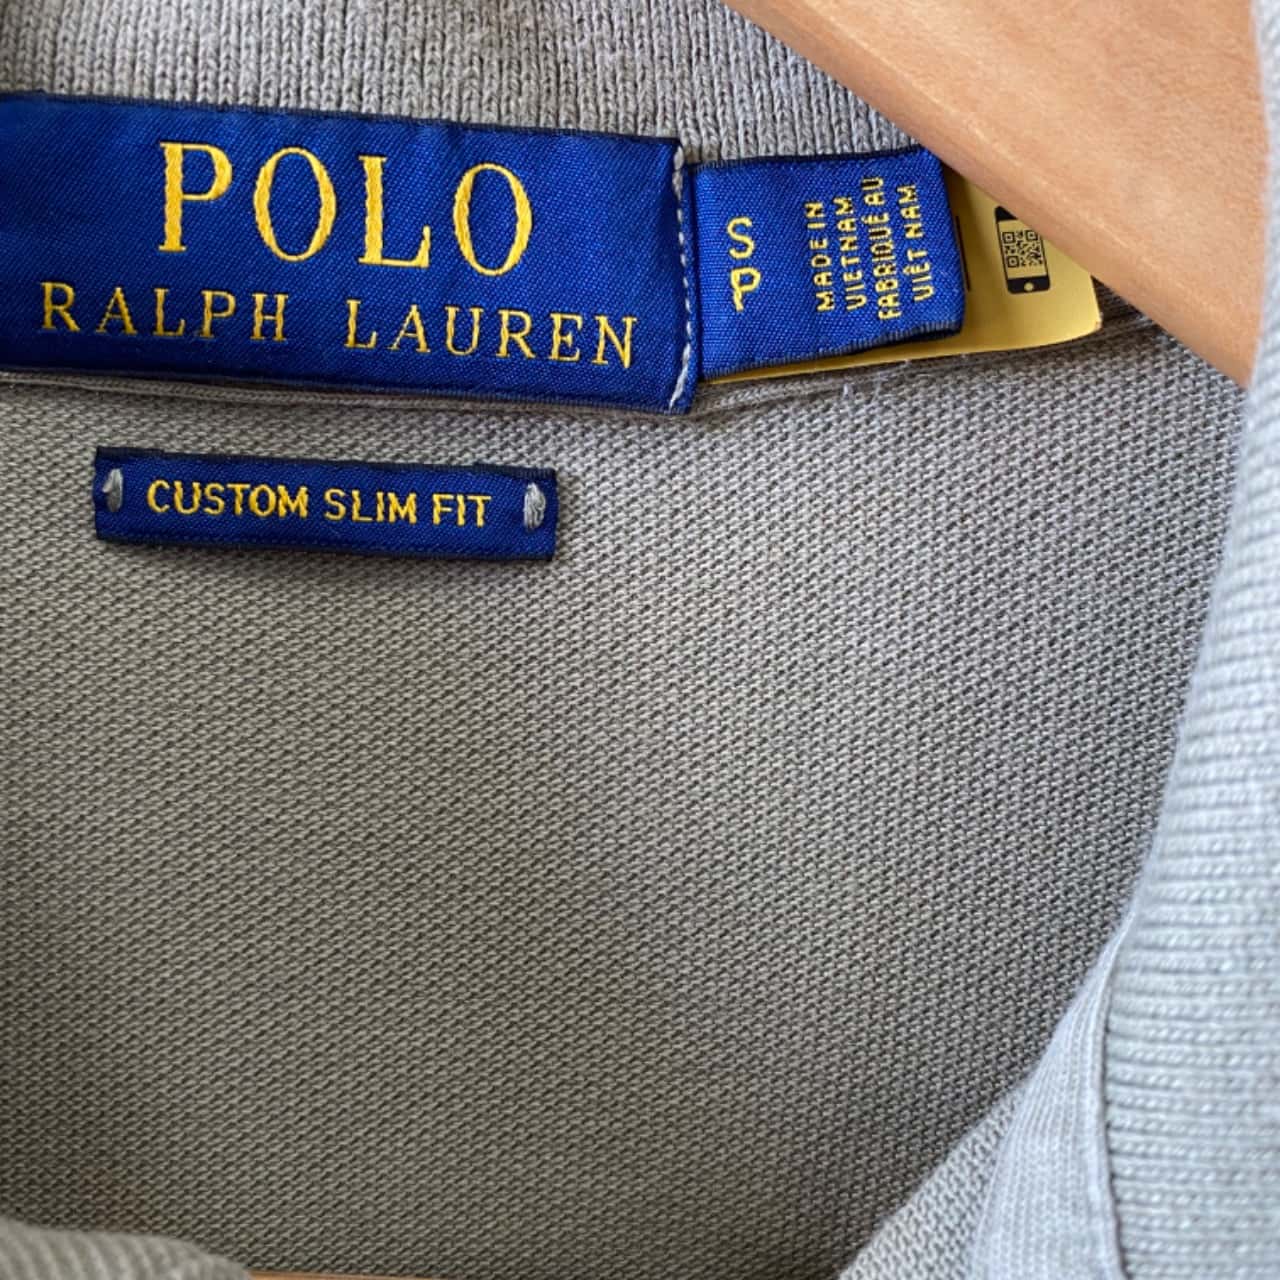 POLO
RALPH LAUREN
S
P
MADE IN
VIETNAM
FABRIQUÉ AU
VIÊT NAM
CUSTOM SLIM FIT